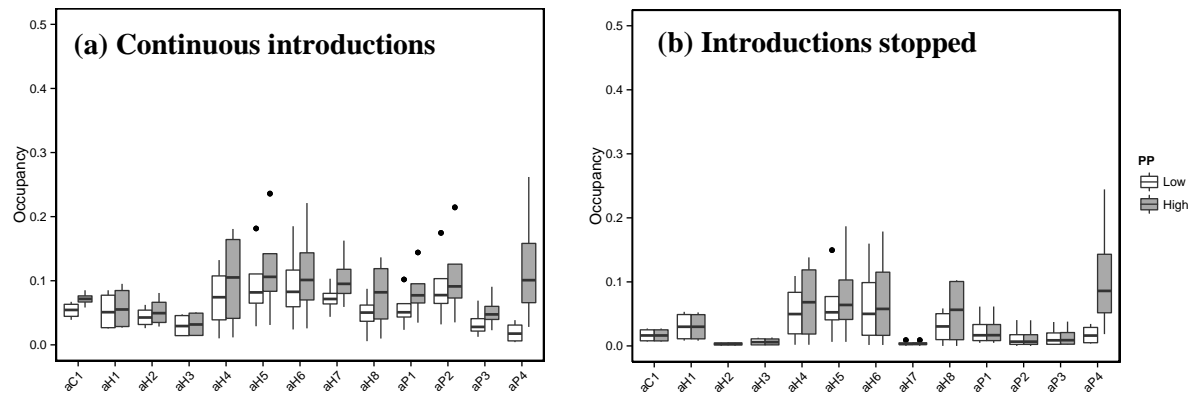 (a) Continuous introductions
Occupancy
0.5
0.4
0.3
0.2
0.1
0.0
aC1 aH1 aH2 aH3 aH4 aH5 aH6 aH7 aH8 aP1 aP2 aP3 aP4
(b) Introductions stopped
Occupancy
0.5
0.4
0.3
0.2
0.1
0.0
aC1 aH1 aH2 aH3 aH4 aH5 aH6 aH7 aH8 aP1 aP2 aP3 aP4
PP
Low
High